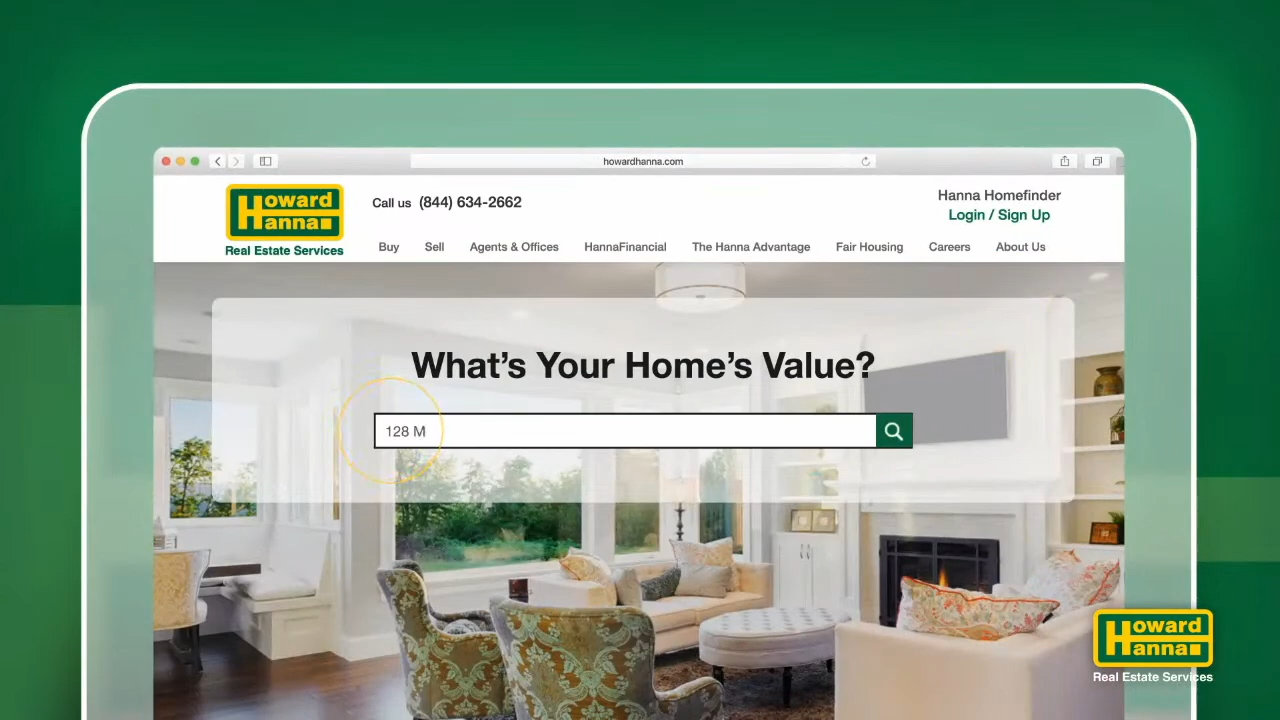 howardhanna.com
Howard
Hanna
Real Estate Services
Call us (844) 634-2662
Hanna Homefinder
Login / Sign Up
Buy Sell Agents & Offices HannaFinancial The Hanna Advantage Fair Housing Careers About Us
What's Your Home's Value?
128 M
Howard
Hanna
Real Estate Services